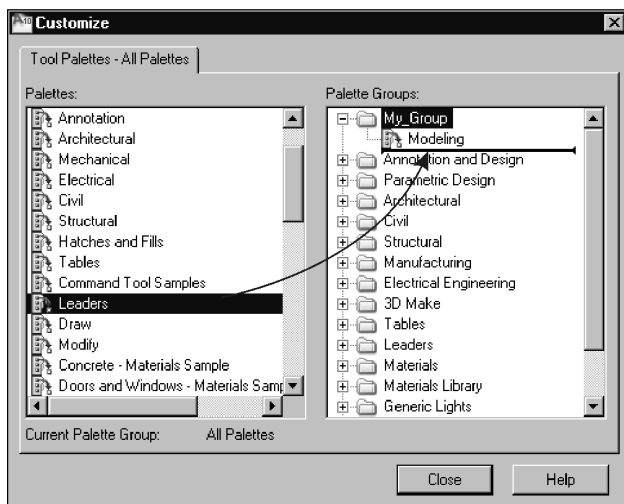 Customize
Tool Palettes - All Palettes
Palettes:
Annotation
Architectural
Mechanical
Electrical
Civil
Structural
Hatches and Fills
Tables
Command Tool Samples
Leaders
Draw
Modify
Concrete - Materials Sample
Doors and Windows - Materials Samp
Palette Groups:
My_Group
Modeling
Annotation and Design
Parametric Design
Architectural
Civil
Structural
Manufacturing
Electrical Engineering
3D Make
Tables
Leaders
Materials
Materials Library
Generic Lights
Current Palette Group: All Palettes
Close Help